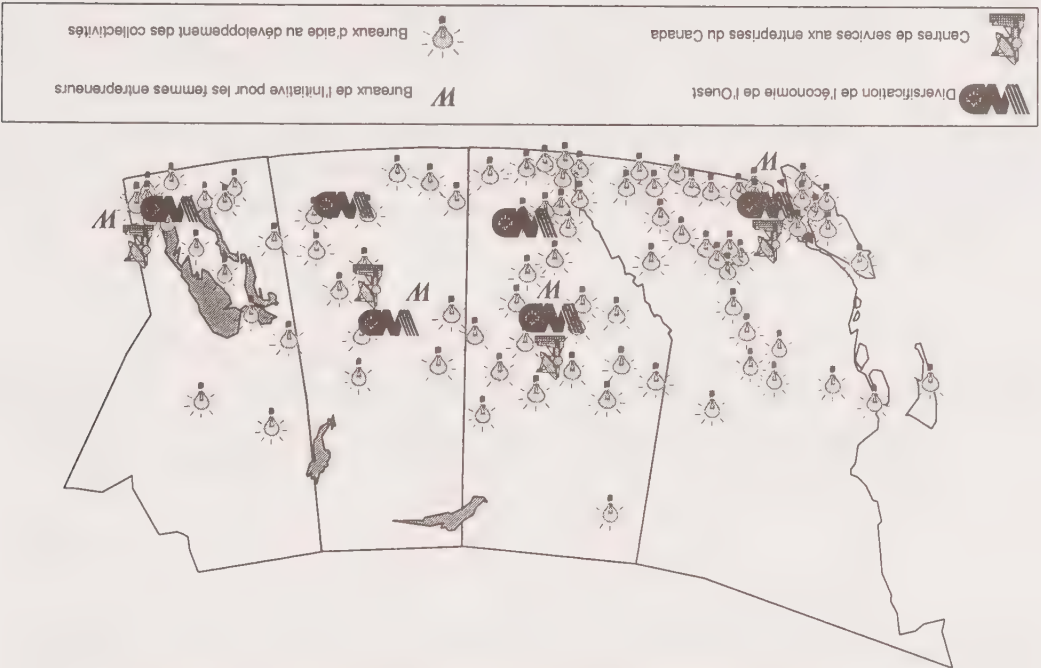 Diversification de l'économie de l'Ouest
Bureaux de l'Initiative pour les femmes entrepreneurs
Centres de services aux entreprises du Canada
Bureaux d'aide au développement des collectivités